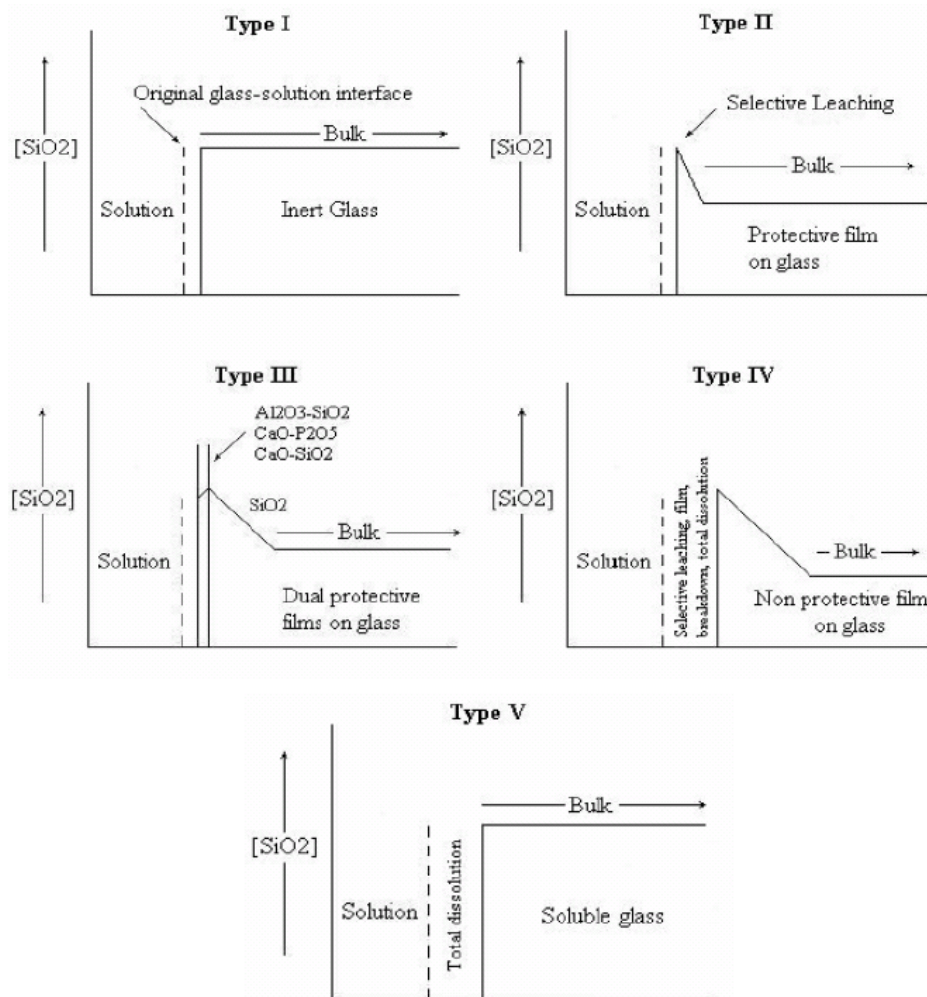 Type I
Original glass-solution interface
[SiO2]
Bulk
Solution
Inert Glass
Type II
Selective Leaching
[SiO2]
Bulk
Solution
Protective film
on glass
Type III
Al2O3-SiO2
CaO-P2O5
CaO-SiO2
[SiO2]
SiO2
Bulk
Solution
Dual protective
films on glass
Type IV
[SiO2]
Selective leaching, film,
breakdown, total dissolution
Bulk
Solution
Non protective film
on glass
Type V
Bulk
[SiO2]
Solution
Total dissolution
Soluble glass